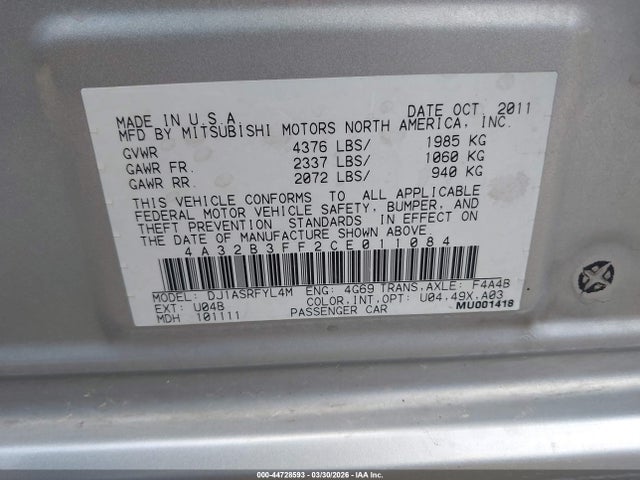 MADE IN U.S.A. DATE OCT 2011
MFD BY MITSUBISHI MOTORS NORTH AMERICA, INC.
GVWR 4376 LBS/ 1985 KG
GAWR FR. 2337 LBS/ 1060 KG
GAWR RR. 2072 LBS/ 940 KG
THIS VEHICLE CONFORMS TO ALL APPLICABLE
FEDERAL MOTOR VEHICLE SAFETY, BUMPER, AND
THEFT PREVENTION STANDARDS IN EFFECT ON
THE DATE OF MANUFACTURE SHOWN ABOVE
4A32B3FF2CE011084
MODEL: DJ1ASRFYL4M ENG: 4G69 TRANS.AXLE: F4A4B
EXT: U04B COLOR,INT,OPT: U04,49X,A03
MDH 101111 PASSENGER CAR MU001418
000-44728593 - 03/30/2026 - IAA Inc.